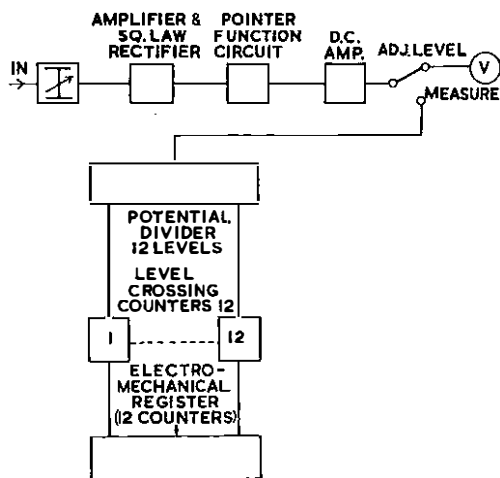 AMPLIFIER &
SQ. LAW
RECTIFIER
POINTER
FUNCTION
CIRCUIT
D.C.
AMP.
ADJ. LEVEL
IN
V
MEASURE
POTENTIAL
DIVIDER
12 LEVELS
LEVEL
CROSSING
COUNTERS 12
1
12
ELECTRO-
MECHANICAL
REGISTER
(12 COUNTERS)